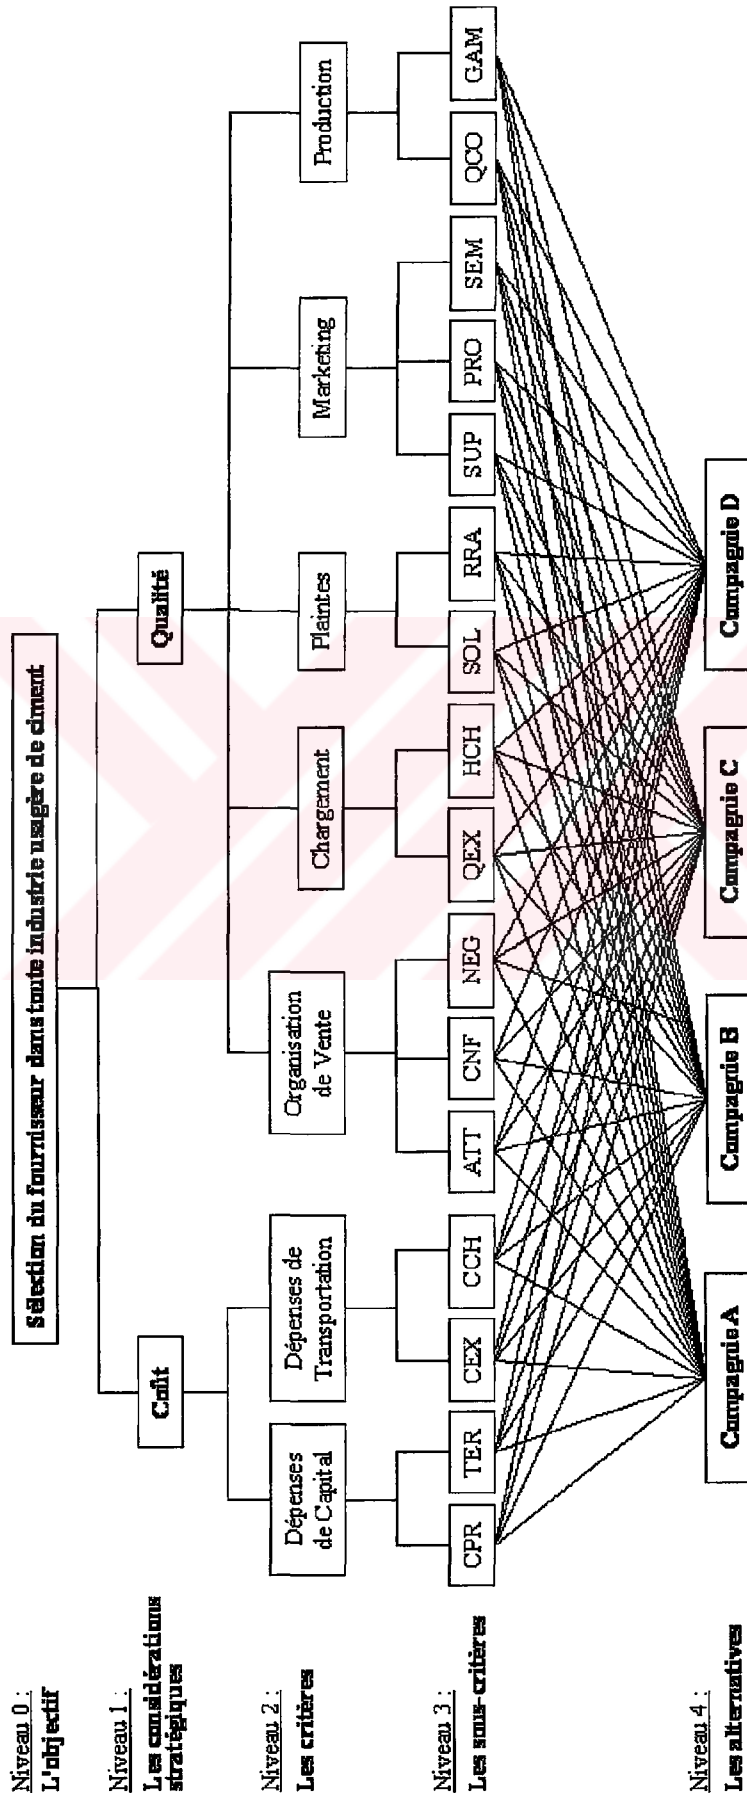 Niveau 0 :
L'objectif
Sélection du fournisseur dans toute industrie usagère de ciment
Niveau 1 :
Les considérations
stratégiques
Coût
Qualité
Niveau 2 :
Les critères
Dépenses
de Capital
Dépenses de
Transportation
Organisation
de Vente
Chargement
Plaintes
Marketing
Production
Niveau 3 :
Les sous-critères
CPR
TER
CEX
CCH
ATT
CNF
NEG
QEX
HCH
SOL
RRA
SUP
PRO
SEM
QCO
GAM
Niveau 4 :
Les alternatives
Compagnie A
Compagnie B
Compagnie C
Compagnie D